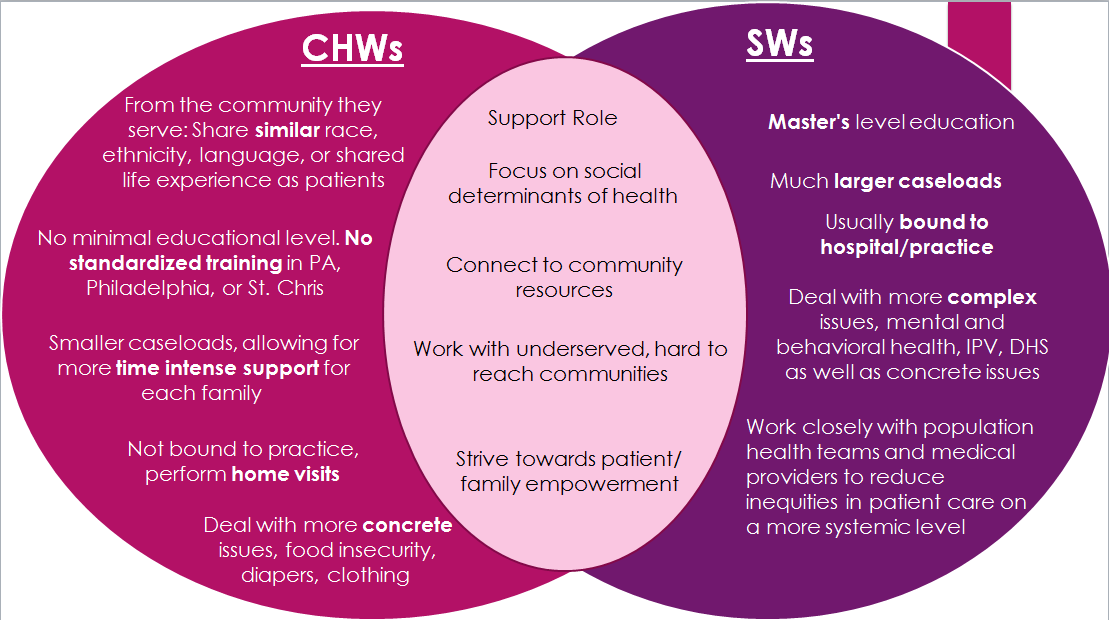 CHWs
From the community they
serve: Share similar race,
ethnicity, language, or shared
life experience as patients
No minimal educational level. No
standardized training in PA,
Philadelphia, or St. Chris
Smaller caseloads, allowing for
more time intense support for
each family
Not bound to practice,
perform home visits
Deal with more concrete
issues, food insecurity,
diapers, clothing
Support Role
Focus on social
determinants of health
Connect to community
resources
Work with underserved, hard to
reach communities
Strive towards patient/
family empowerment
SWs
Master's level education
Much larger caseloads
Usually bound to
hospital/practice
Deal with more complex
issues, mental and
behavioral health, IPV, DHS
as well as concrete issues
Work closely with population
health teams and medical
providers to reduce
inequities in patient care on
a more systemic level